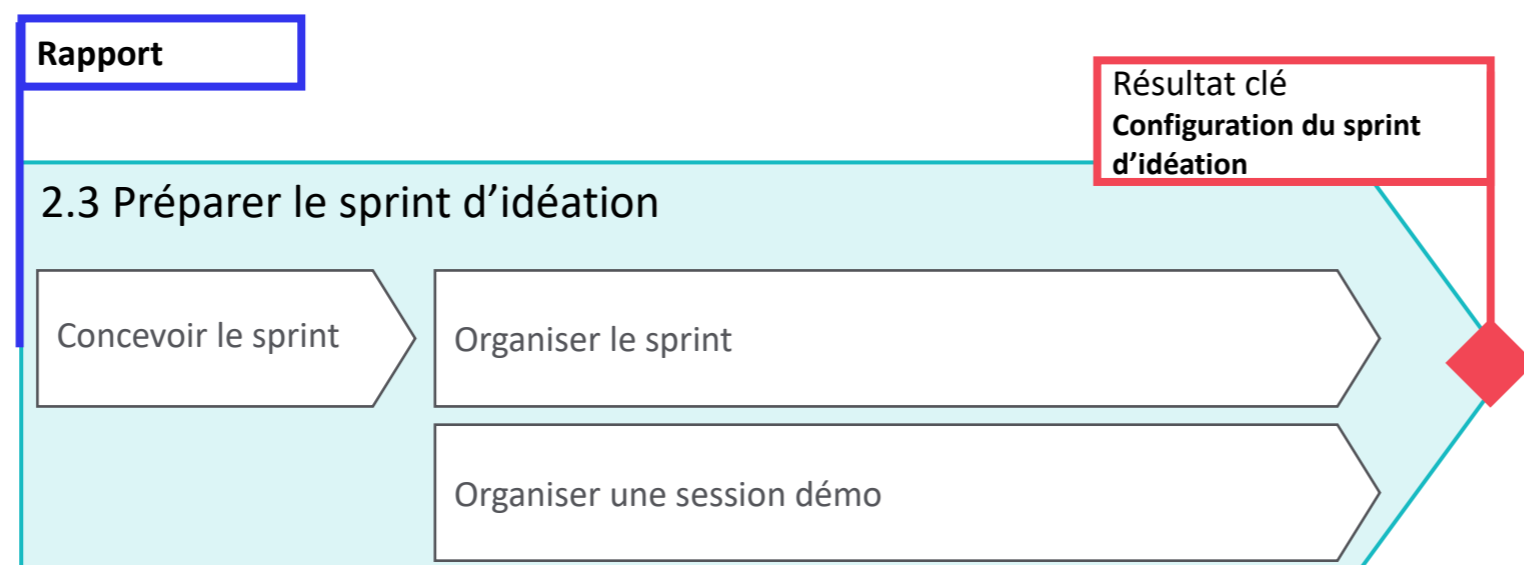 Rapport
Résultat clé
Configuration du sprint
d’idéation
2.3 Préparer le sprint d’idéation
Concevoir le sprint
Organiser le sprint
Organiser une session démo